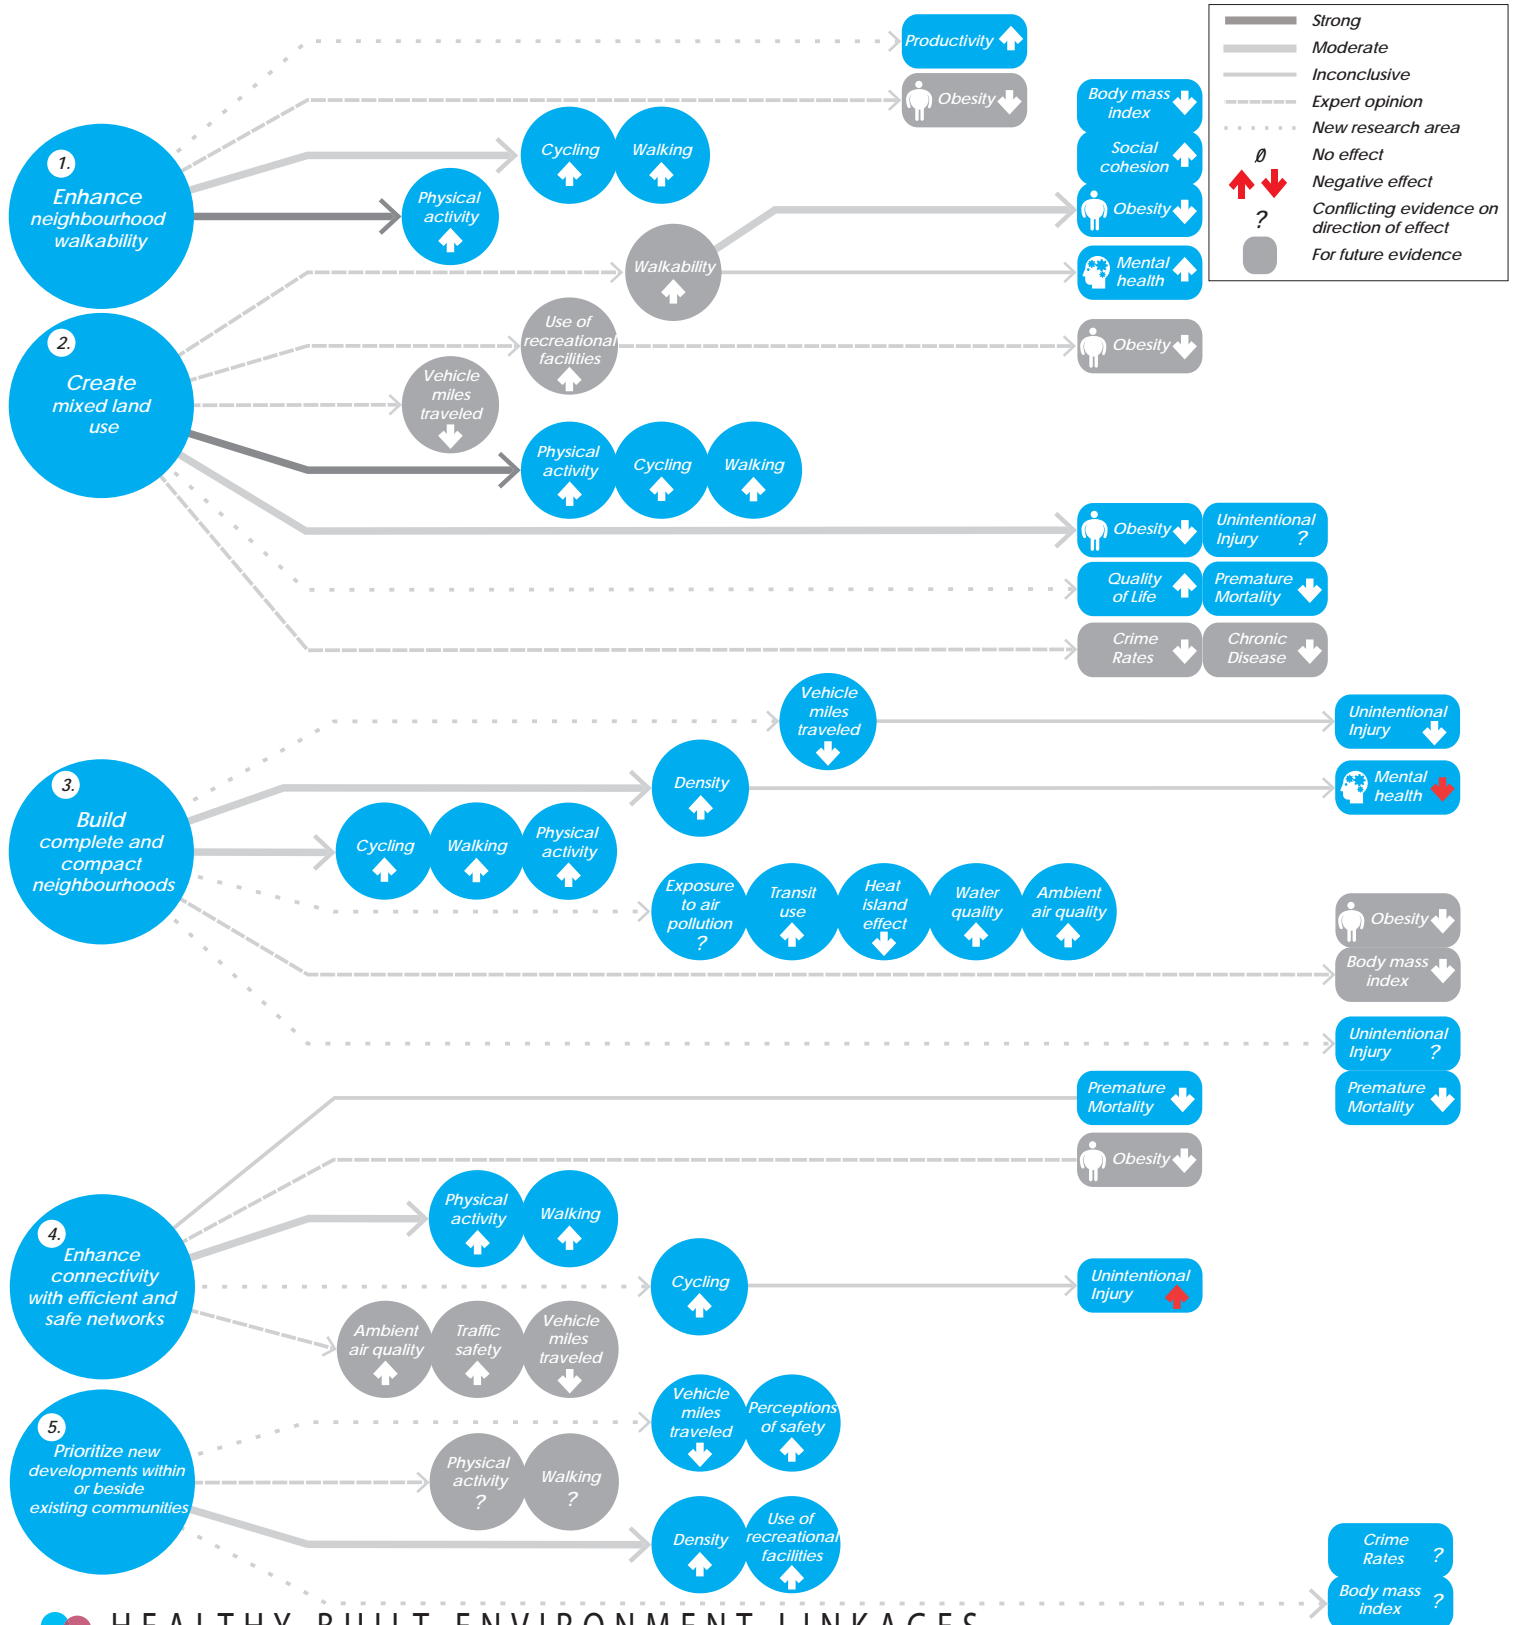 Strong
Moderate
Inconclusive
Expert opinion
New research area
Ø
No effect
Negative effect
?
Conflicting evidence on
direction of effect
For future evidence
1.
Enhance
neighbourhood
walkability
Productivity
Obesity
Cycling
Walking
Physical
activity
Body mass
index
Social
cohesion
Obesity
Mental
health
Walkability
2.
Create
mixed land
use
Use of
recreational
facilities
Obesity
Vehicle
miles
traveled
Physical
activity
Cycling
Walking
Obesity
Unintentional
Injury ?
Quality
of Life
Premature
Mortality
Crime
Rates
Chronic
Disease
3.
Build
complete and
compact
neighbourhoods
Vehicle
miles
traveled
Unintentional
Injury
Density
Mental
health
Cycling
Walking
Physical
activity
Exposure
to air
pollution
?
Transit
use
Heat
island
effect
Water
quality
Ambient
air quality
Obesity
Body mass
index
Unintentional
Injury ?
Premature
Mortality
4.
Enhance
connectivity
with efficient and
safe networks
Premature
Mortality
Obesity
Physical
activity
Walking
Cycling
Unintentional
Injury
Ambient
air quality
Traffic
safety
Vehicle
miles
traveled
5.
Prioritize new
developments within
or beside
existing communities
Vehicle
miles
traveled
Perceptions
of safety
Physical
activity
?
Walking
?
Density
Use of
recreational
facilities
Crime
Rates ?
Body mass
index ?
HEALTHY BUILT ENVIRONMENT LINKAGES